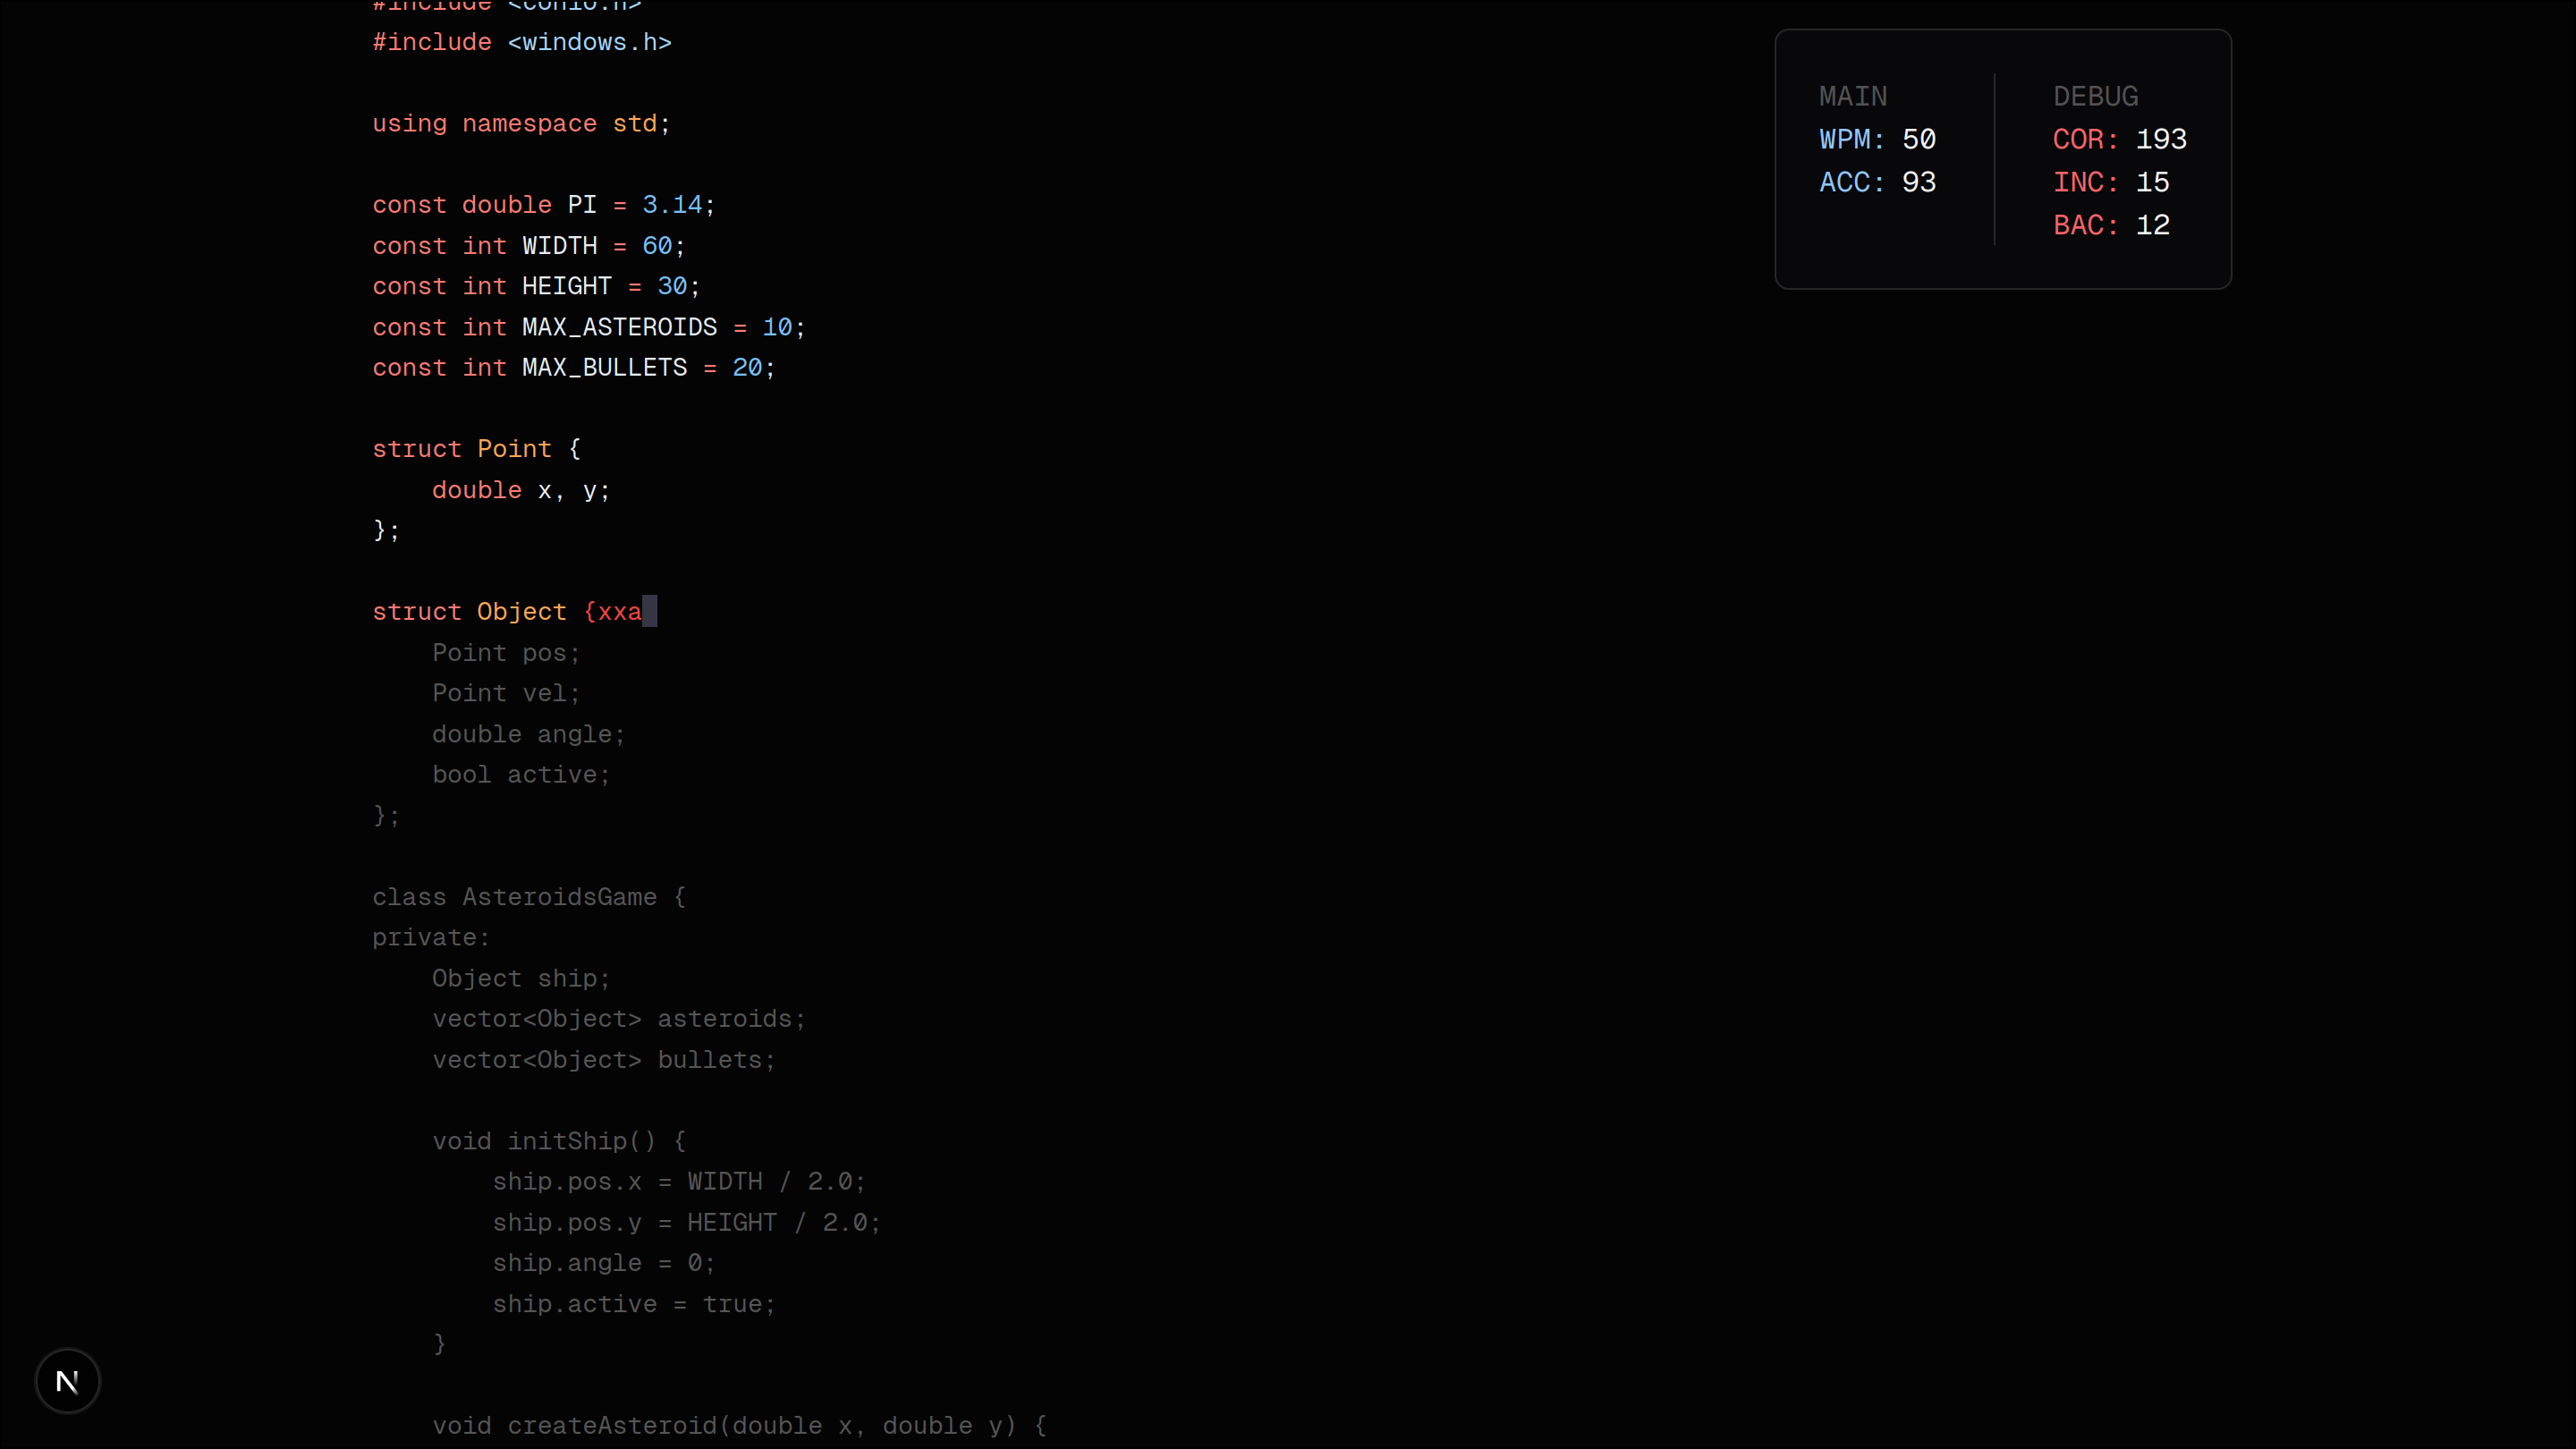 #include <conio.h>
#include <windows.h>
using namespace std;
const double PI = 3.14;
const int WIDTH = 60;
const int HEIGHT = 30;
const int MAX_ASTEROIDS = 10;
const int MAX_BULLETS = 20;
struct Point {
    double x, y;
};
struct Object {xxa
    Point pos;
    Point vel;
    double angle;
    bool active;
};
class AsteroidsGame {
private:
    Object ship;
    vector<Object> asteroids;
    vector<Object> bullets;
    void initShip() {
        ship.pos.x = WIDTH / 2.0;
        ship.pos.y = HEIGHT / 2.0;
        ship.angle = 0;
        ship.active = true;
    }
    void createAsteroid(double x, double y) {
MAIN
WPM: 50
ACC: 93
DEBUG
COR: 193
INC: 15
BAC: 12
N